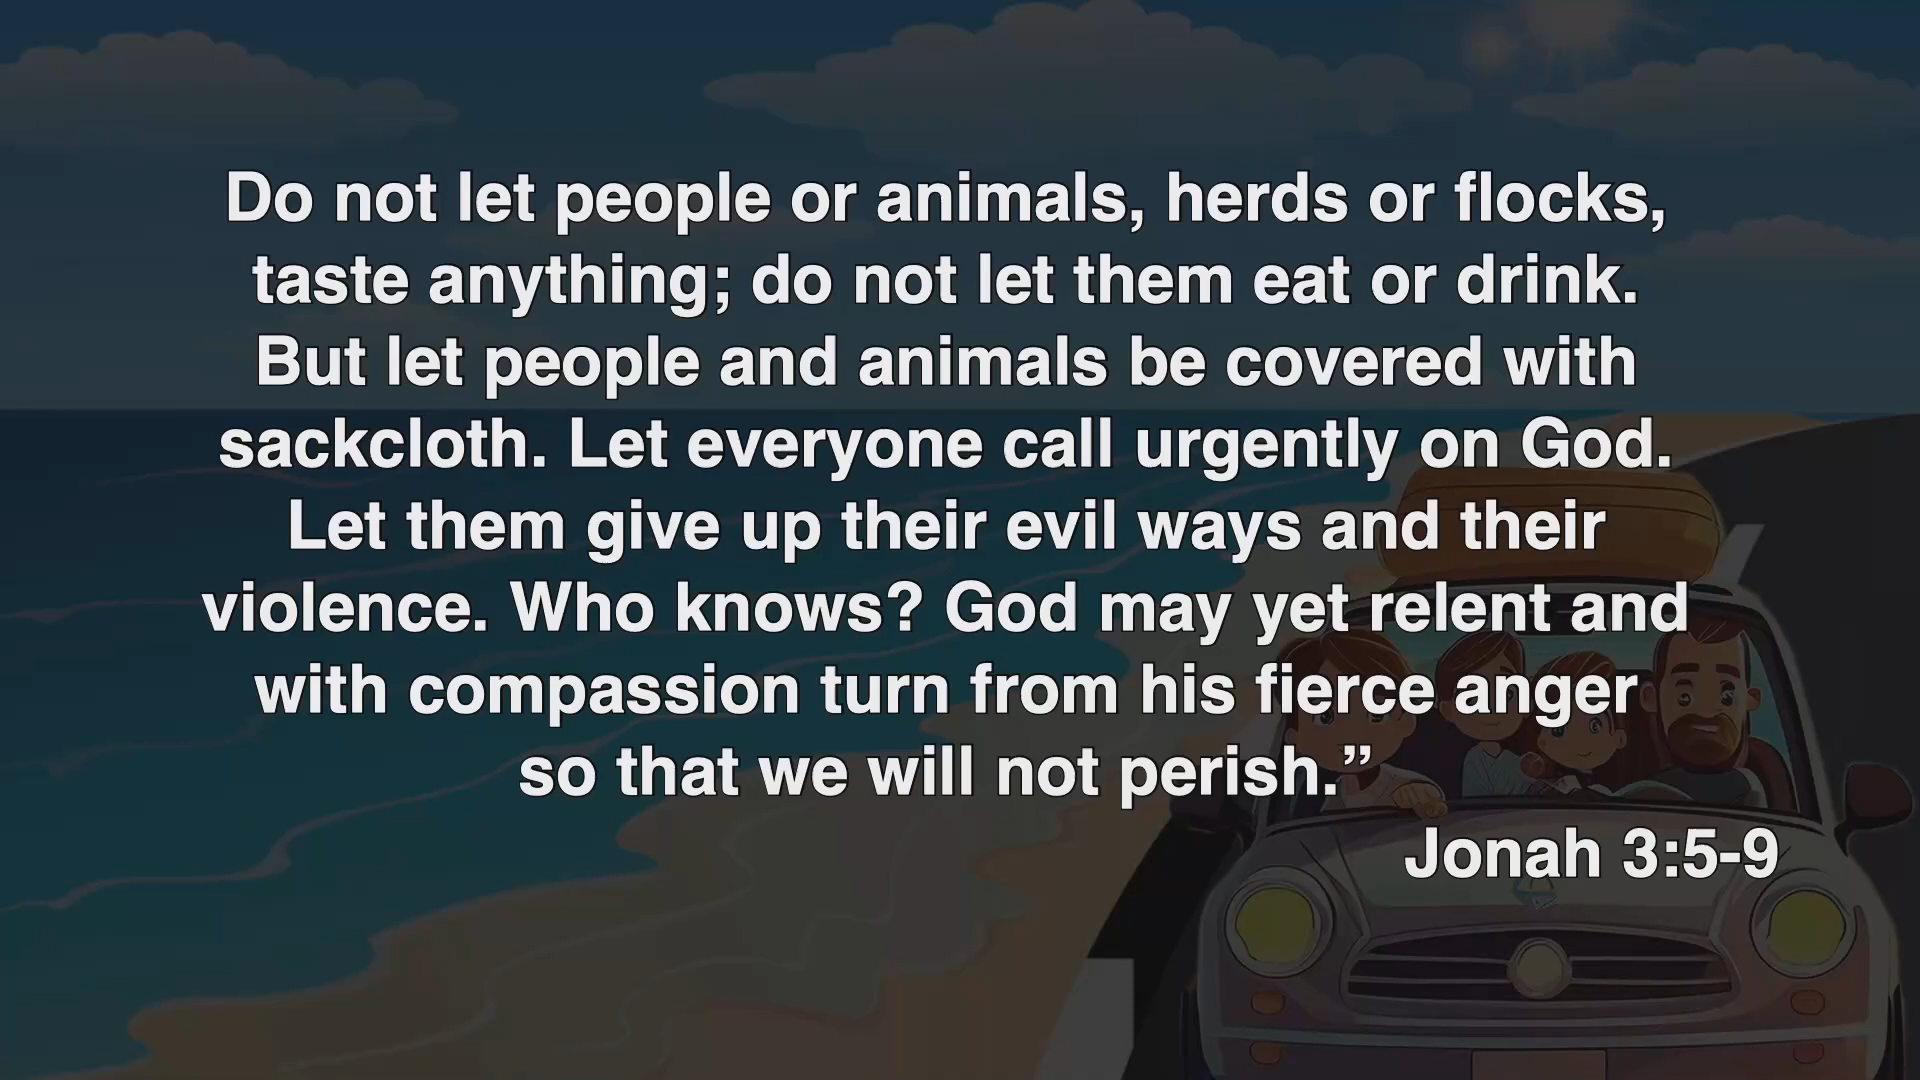 Do not let people or animals, herds or flocks,
taste anything; do not let them eat or drink.
But let people and animals be covered with
sackcloth. Let everyone call urgently on God.
Let them give up their evil ways and their
violence. Who knows? God may yet relent and
with compassion turn from his fierce anger
so that we will not perish.”
Jonah 3:5-9